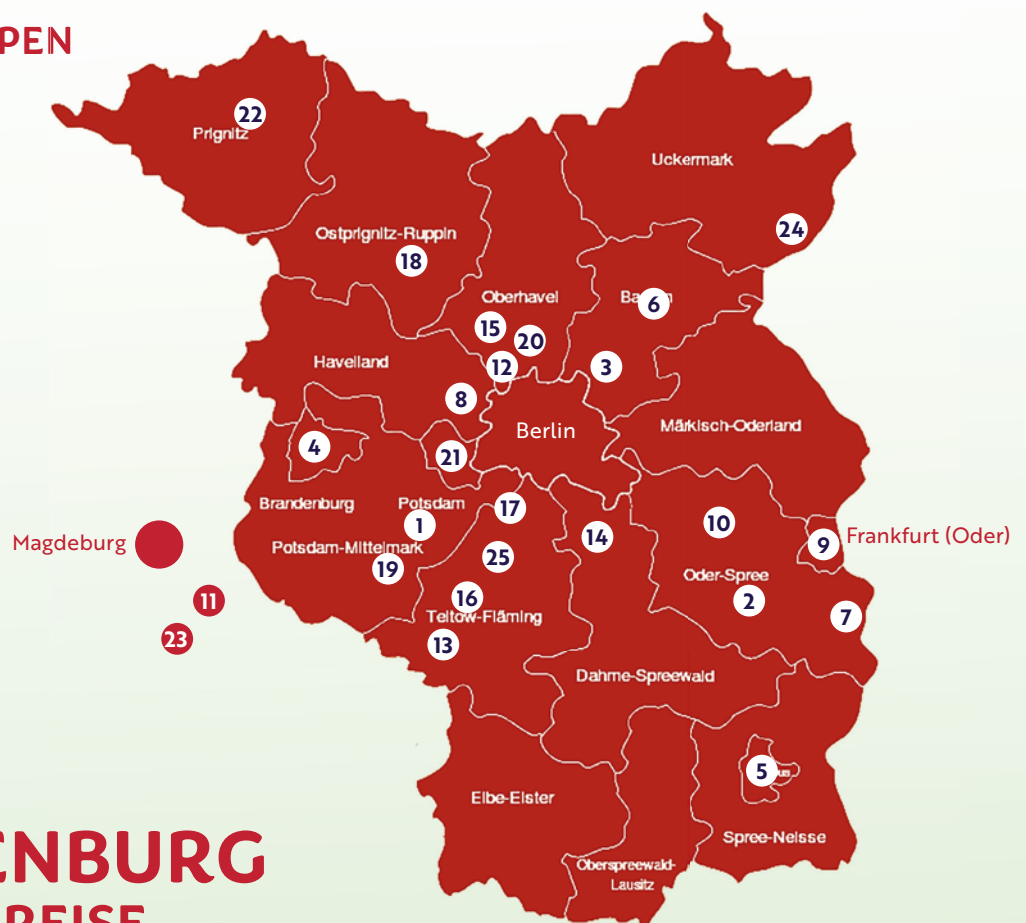 PEN
22
Prignitz
Uckermark
24
Ostprignitz-Ruppin
18
Oberhavel
6
15
20
12
3
Havelland
8
Berlin
Märkisch-Oderland
4
21
Brandenburg
Potsdam
17
1
10
14
Magdeburg
9
Frankfurt (Oder)
Potsdam-Mittelmark
25
19
Oder-Spree
11
16
2
7
Teltow-Fläming
23
13
Dahme-Spreewald
5
Elbe-Elster
Spree-Neisse
ENBURG
Oberspreewald-
Lausitz
REISE